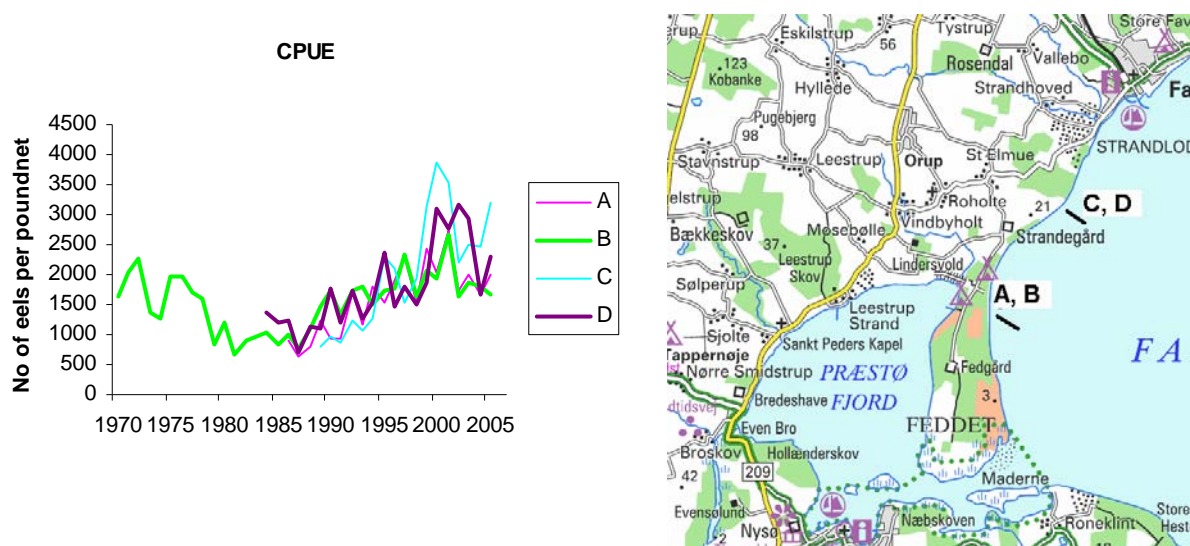 CPUE
No of eels per poundnet
4500
4000
3500
3000
2500
2000
1500
1000
500
0
1970 1975 1980 1985 1990 1995 2000 2005
A
B
C
D
Eskilstrup
56
Tystrup
Store Fav
Rosendal
Vallebo
123
Kobanke
Hyllede
Strandhoved
Fa
Pugebjerg
98
STRANDLOD
Stavnstrup
Leestrup
Orup
St Elmue
elstrup
Roholte
21
C, D
Vindbyholt
Bækkeskov
Mosebølle
Strandegård
37
Leestrup
Skov
Lindersvold
Sølperup
A, B
Leestrup
Strand
Sjolte
Sankt Peders Kapel
FA
Tappernøje
Fedgård
Nørre Smidstrup
PRÆSTØ
FJORD
Bredeshave
3
FEDDET
Even Bro
Broskov
Hollænderskov
209
42
Maderne
Evensølund
Næbskoven
Roneklint
Store
Heste
Nysø
2